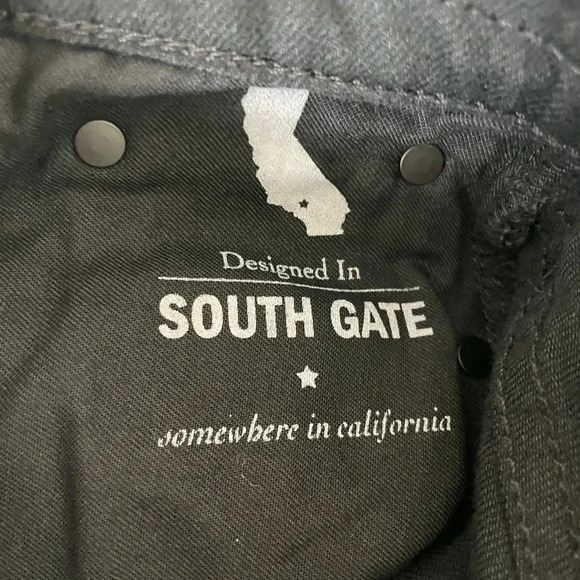 Designed In
SOUTH GATE
somewhere in california